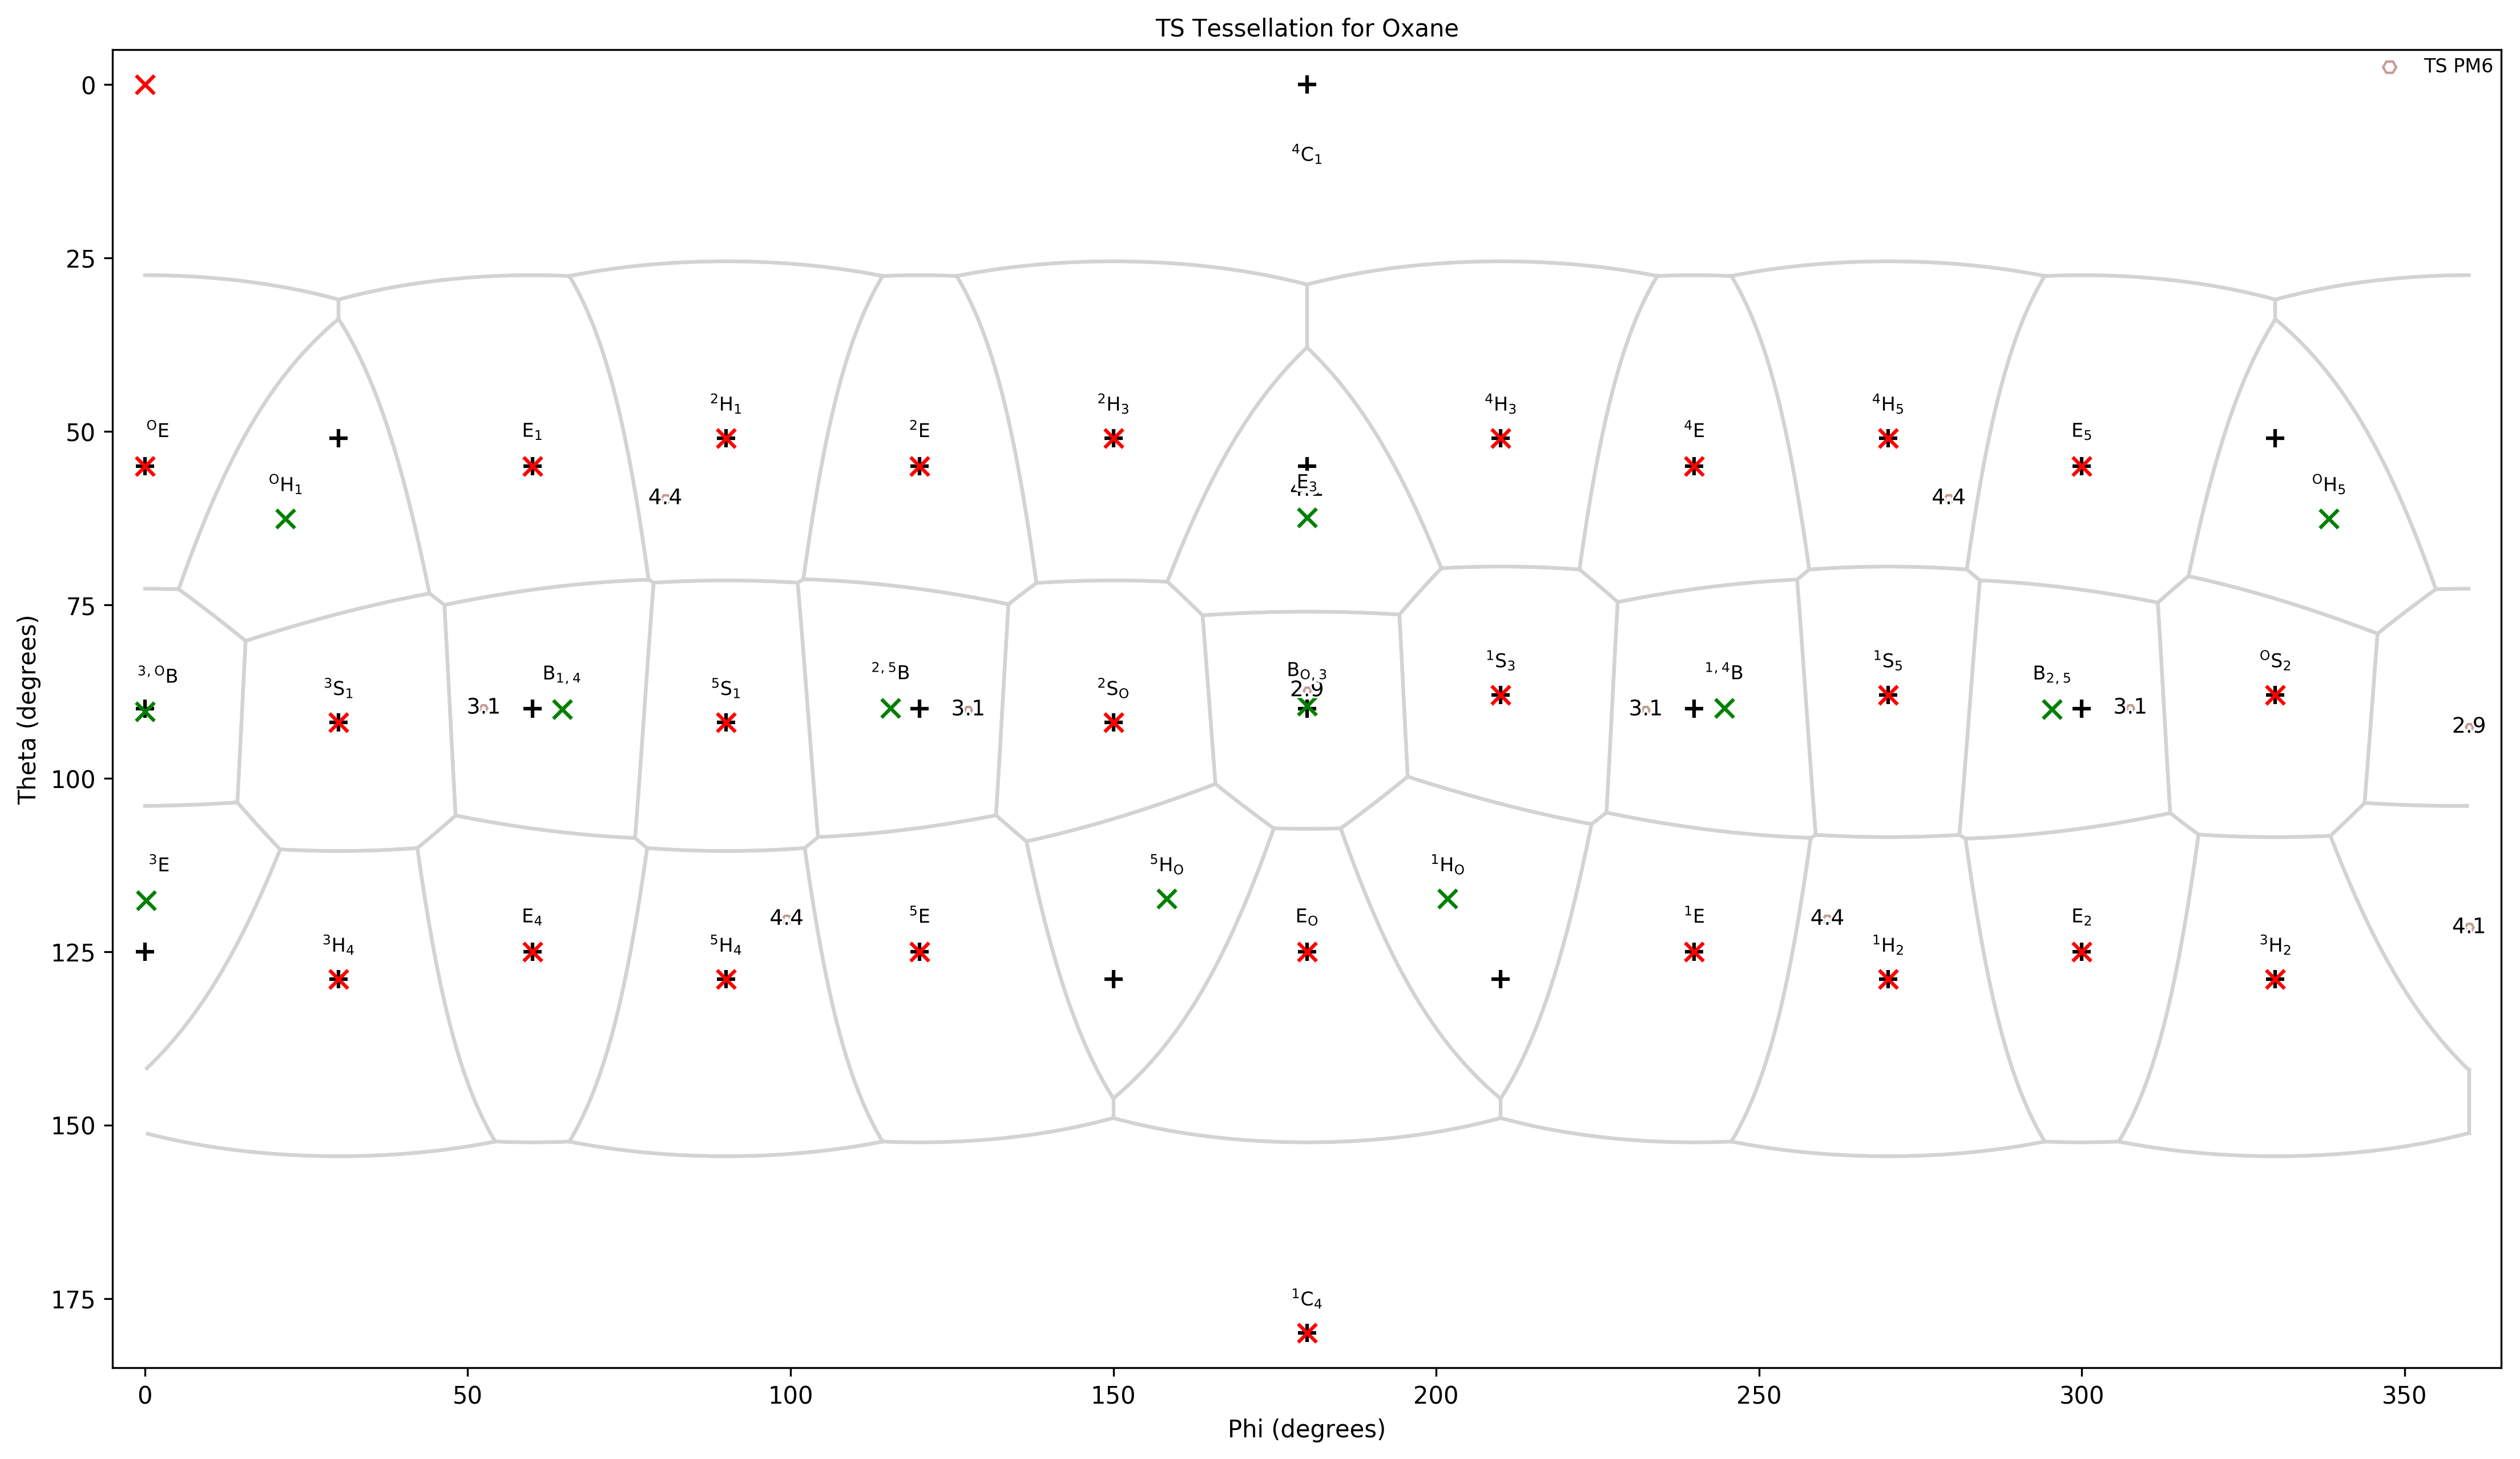 TS Tessellation for Oxane
TS PM6
0
25
50
75
100
125
150
175
Theta (degrees)
⁴C₁
²H₁
²H₃
⁴H₃
⁴H₅
ᴼE
E₁
²E
⁴E
E₅
ᴼH₁
4.4
E₃
4.4
ᴼH₅
³,ᴼB
³S₁
B₁,₄
⁵S₁
²,⁵B
²Sₒ
Bₒ,₃
¹S₃
¹,⁴B
¹S₅
B₂,₅
ᴼS₂
3.1
3.1
2.9
3.1
3.1
2.9
³E
⁵Hₒ
¹Hₒ
E₄
4.4
⁵E
Eₒ
¹E
4.4
E₂
4.1
³H₄
⁵H₄
¹H₂
³H₂
¹C₄
0
50
100
150
200
250
300
350
Phi (degrees)